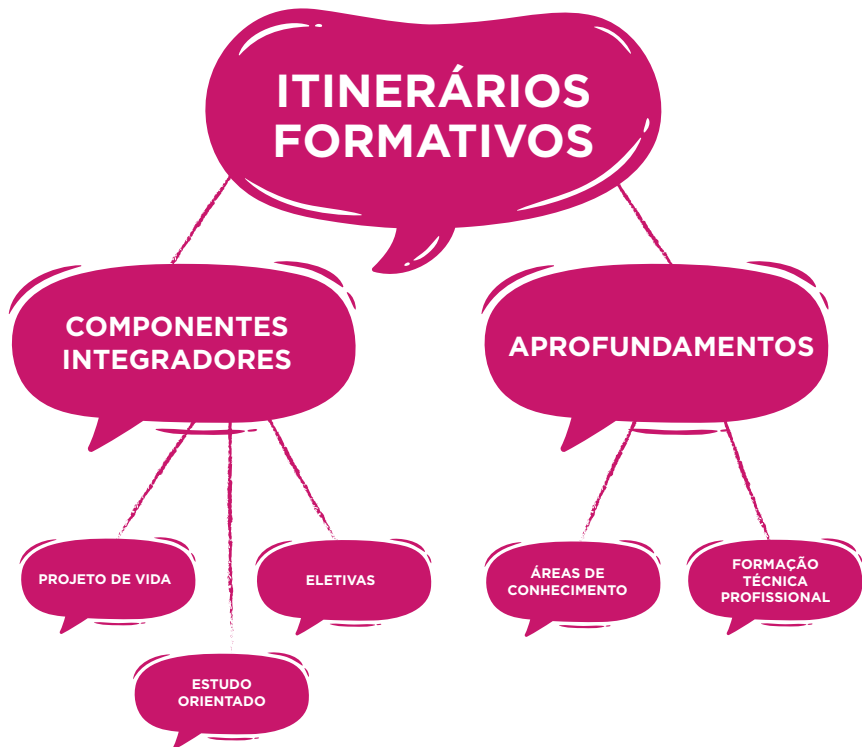 ITINERÁRIOS
FORMATIVOS
COMPONENTES
INTEGRADORES
APROFUNDAMENTOS
PROJETO DE VIDA
ELETIVAS
ESTUDO
ORIENTADO
ÁREAS DE
CONHECIMENTO
FORMAÇÃO
TÉCNICA
PROFISSIONAL